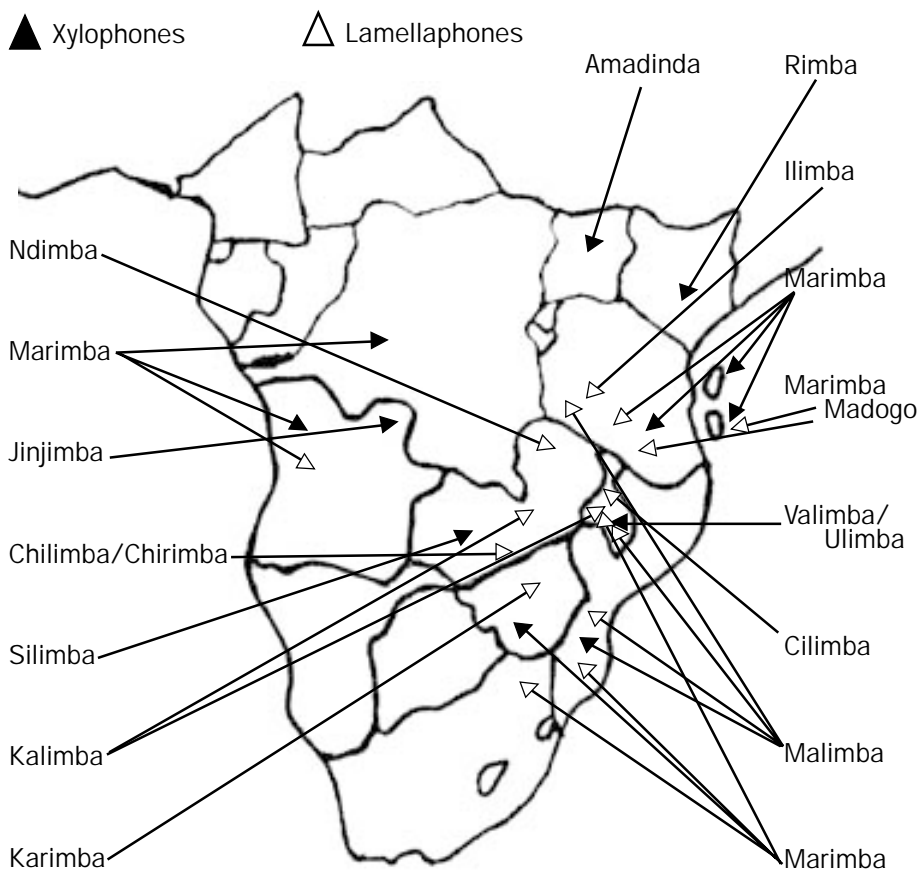 Xylophones
Lamellaphones
Amadinda
Rimba
Ilimba
Ndimba
Marimba
Marimba
Marimba
Madogo
Jinjimba
Valimba/
Ulimba
Chilimba/Chirimba
Silimba
Cilimba
Kalimba
Malimba
Karimba
Marimba